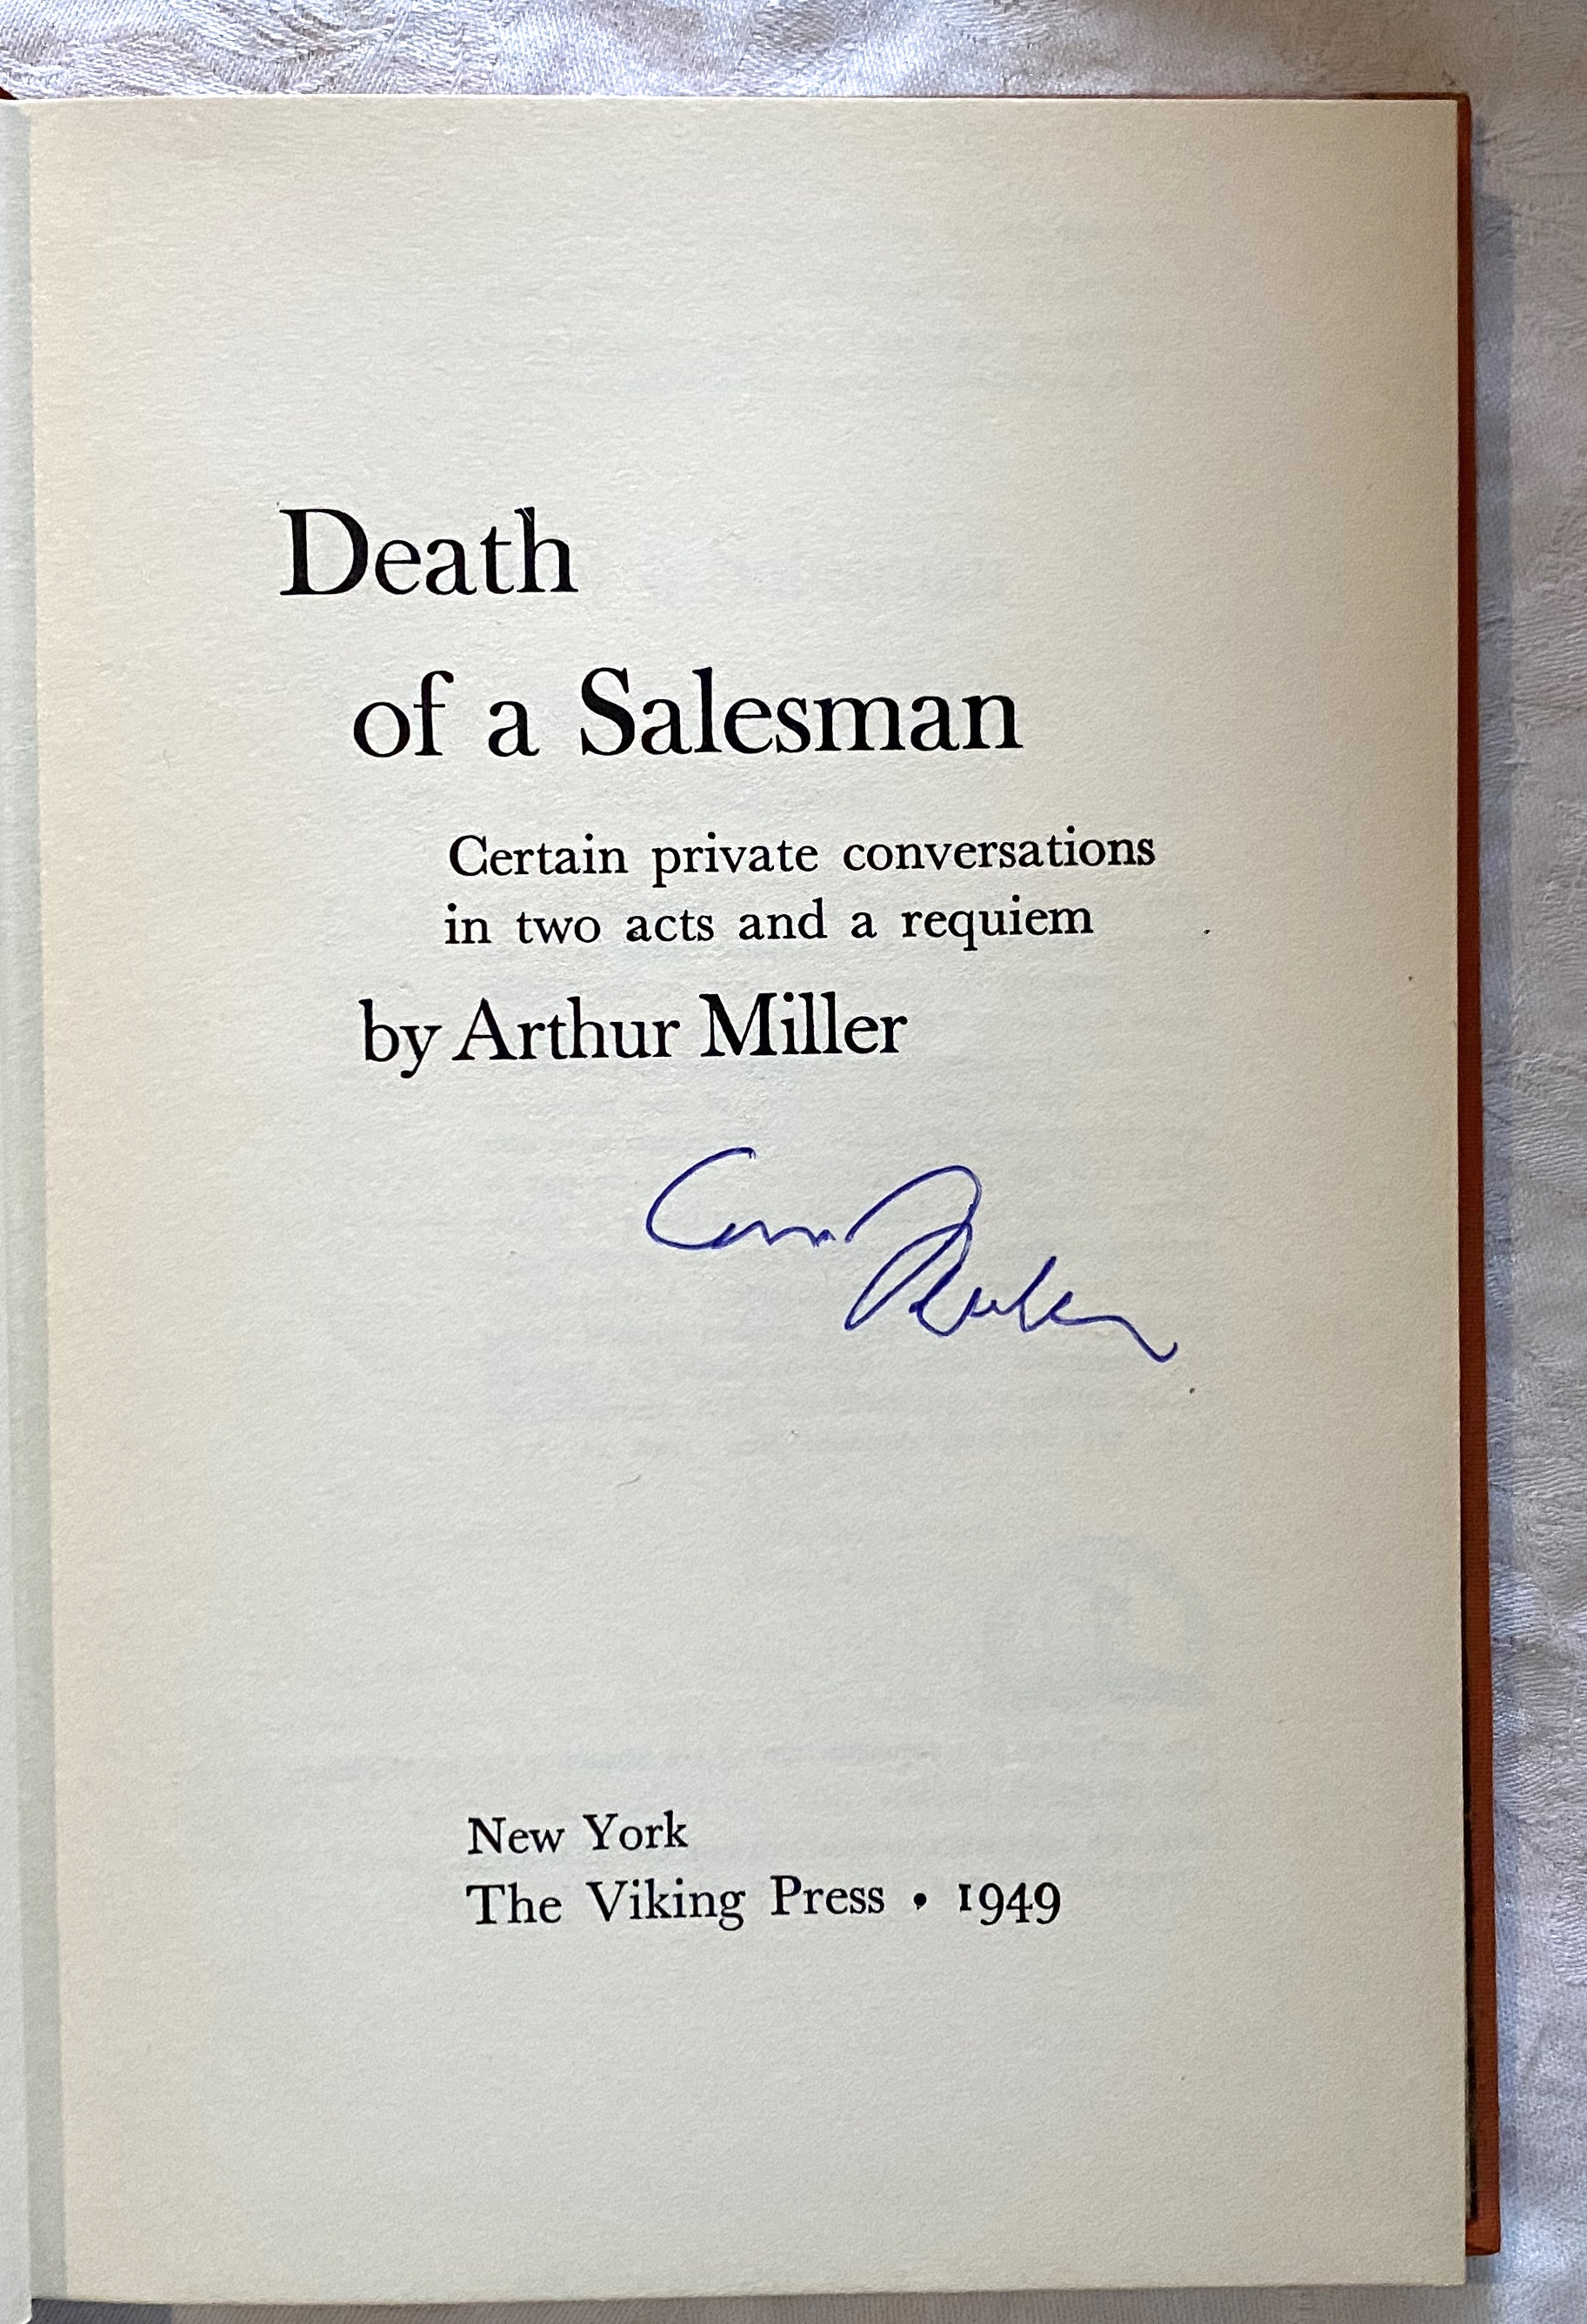 Death
of a Salesman
Certain private conversations
in two acts and a requiem
by Arthur Miller
New York
The Viking Press • 1949